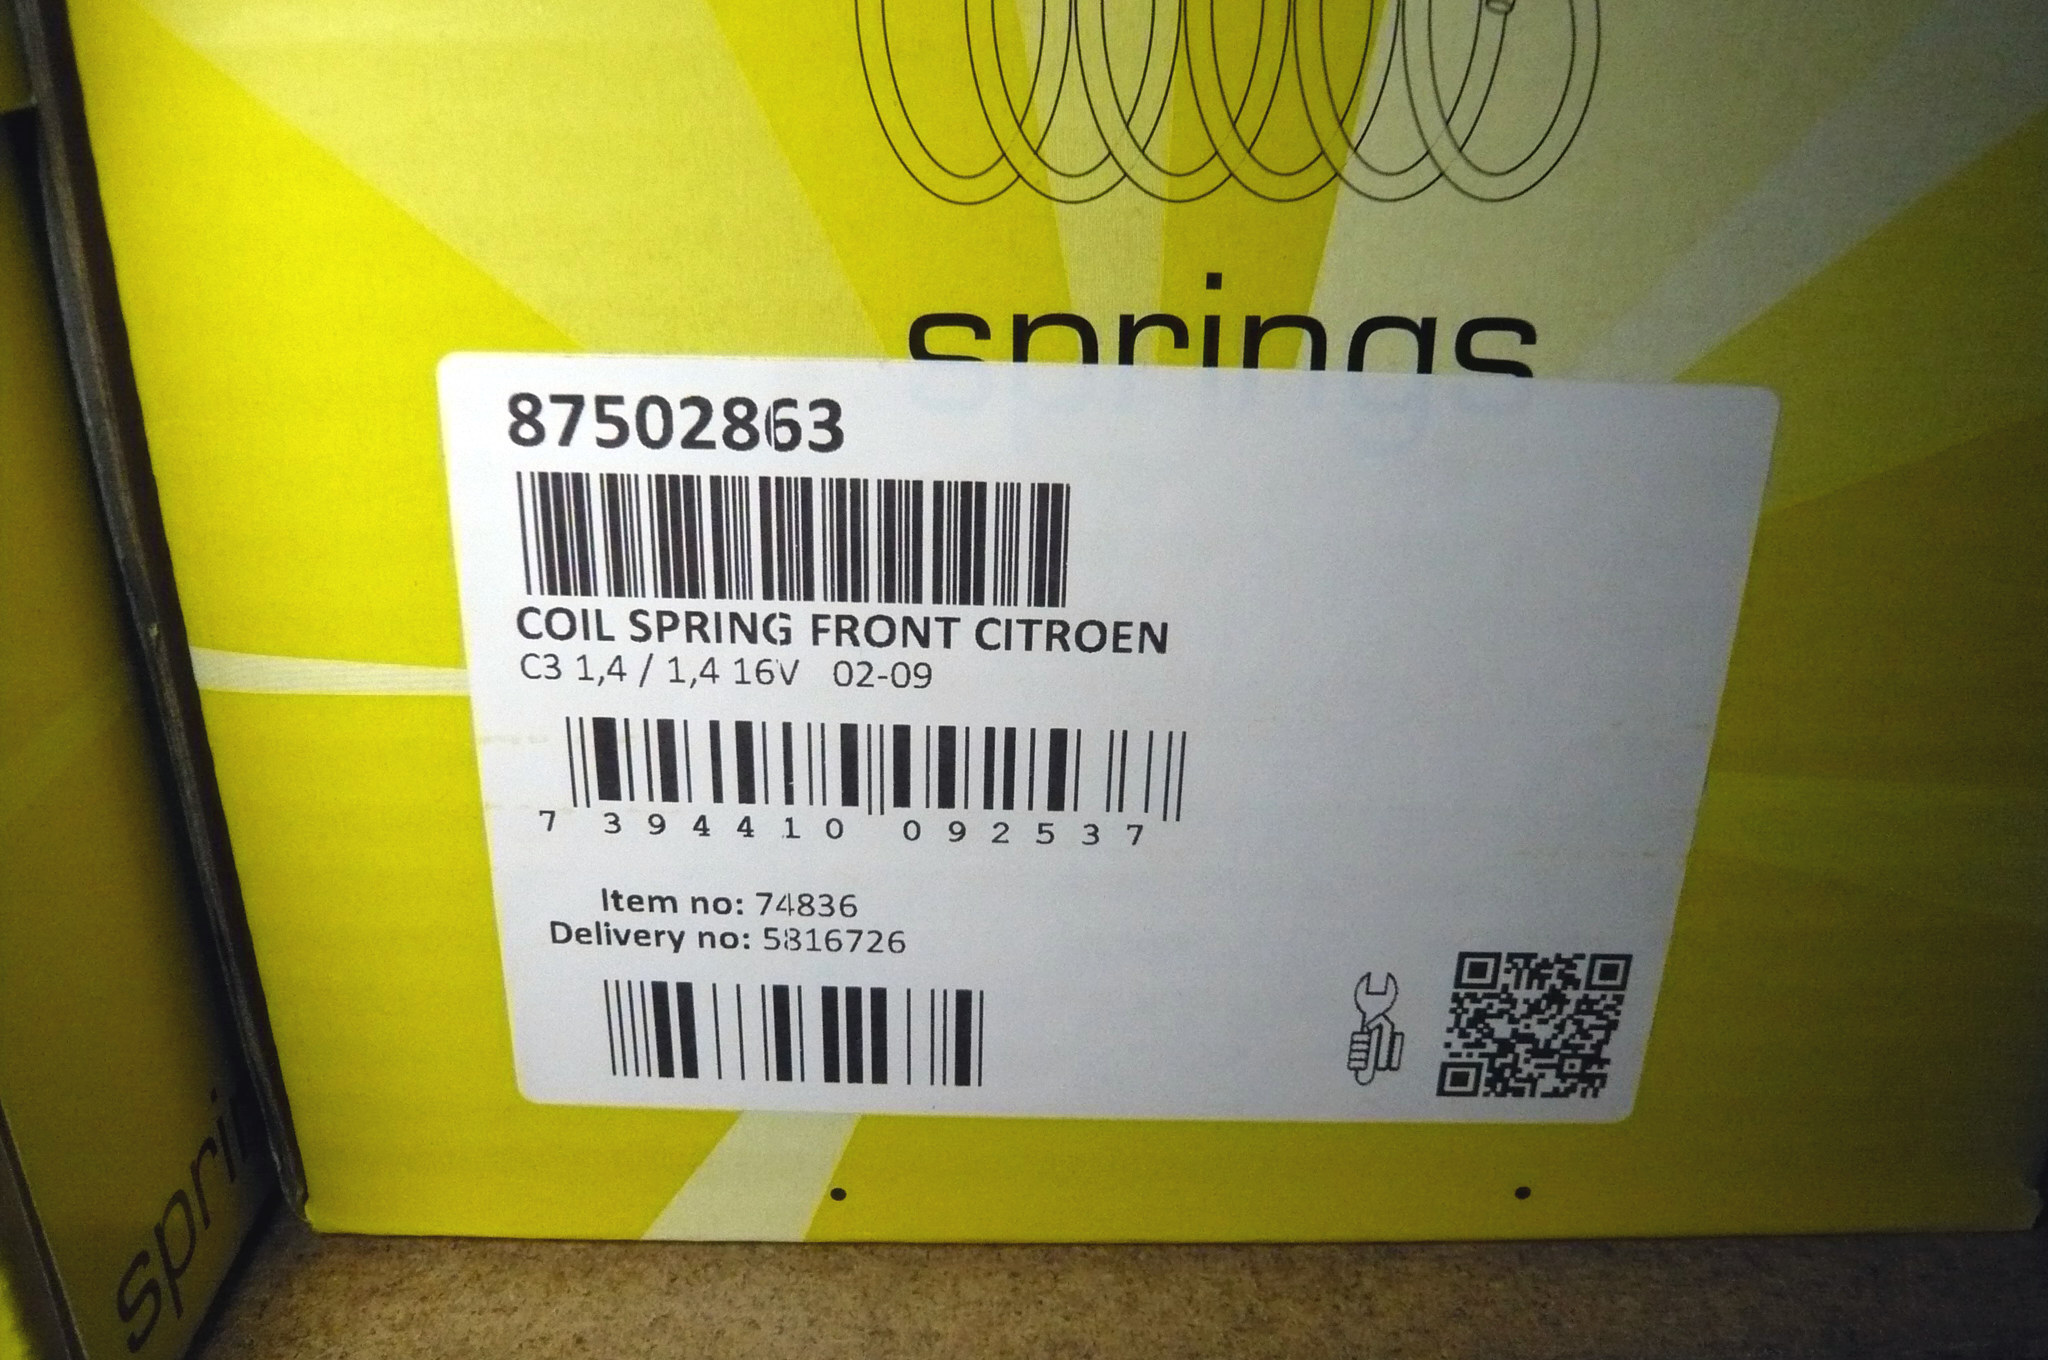 springs
87502863
COIL SPRING FRONT CITROEN
C3 1,4 / 1,4 16V 02-09
7 394410 092537
Item no: 74836
Delivery no: 5816726
sprin